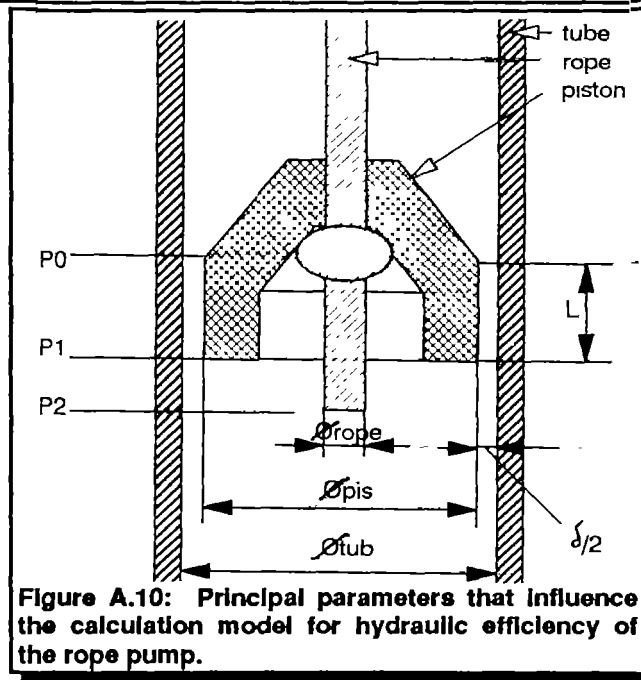 tube
rope
piston
P0
L
P1
P2
Ørope
Øpis
δ/2
Øtub
Figure A.10: Principal parameters that influence
the calculation model for hydraulic efficiency of
the rope pump.